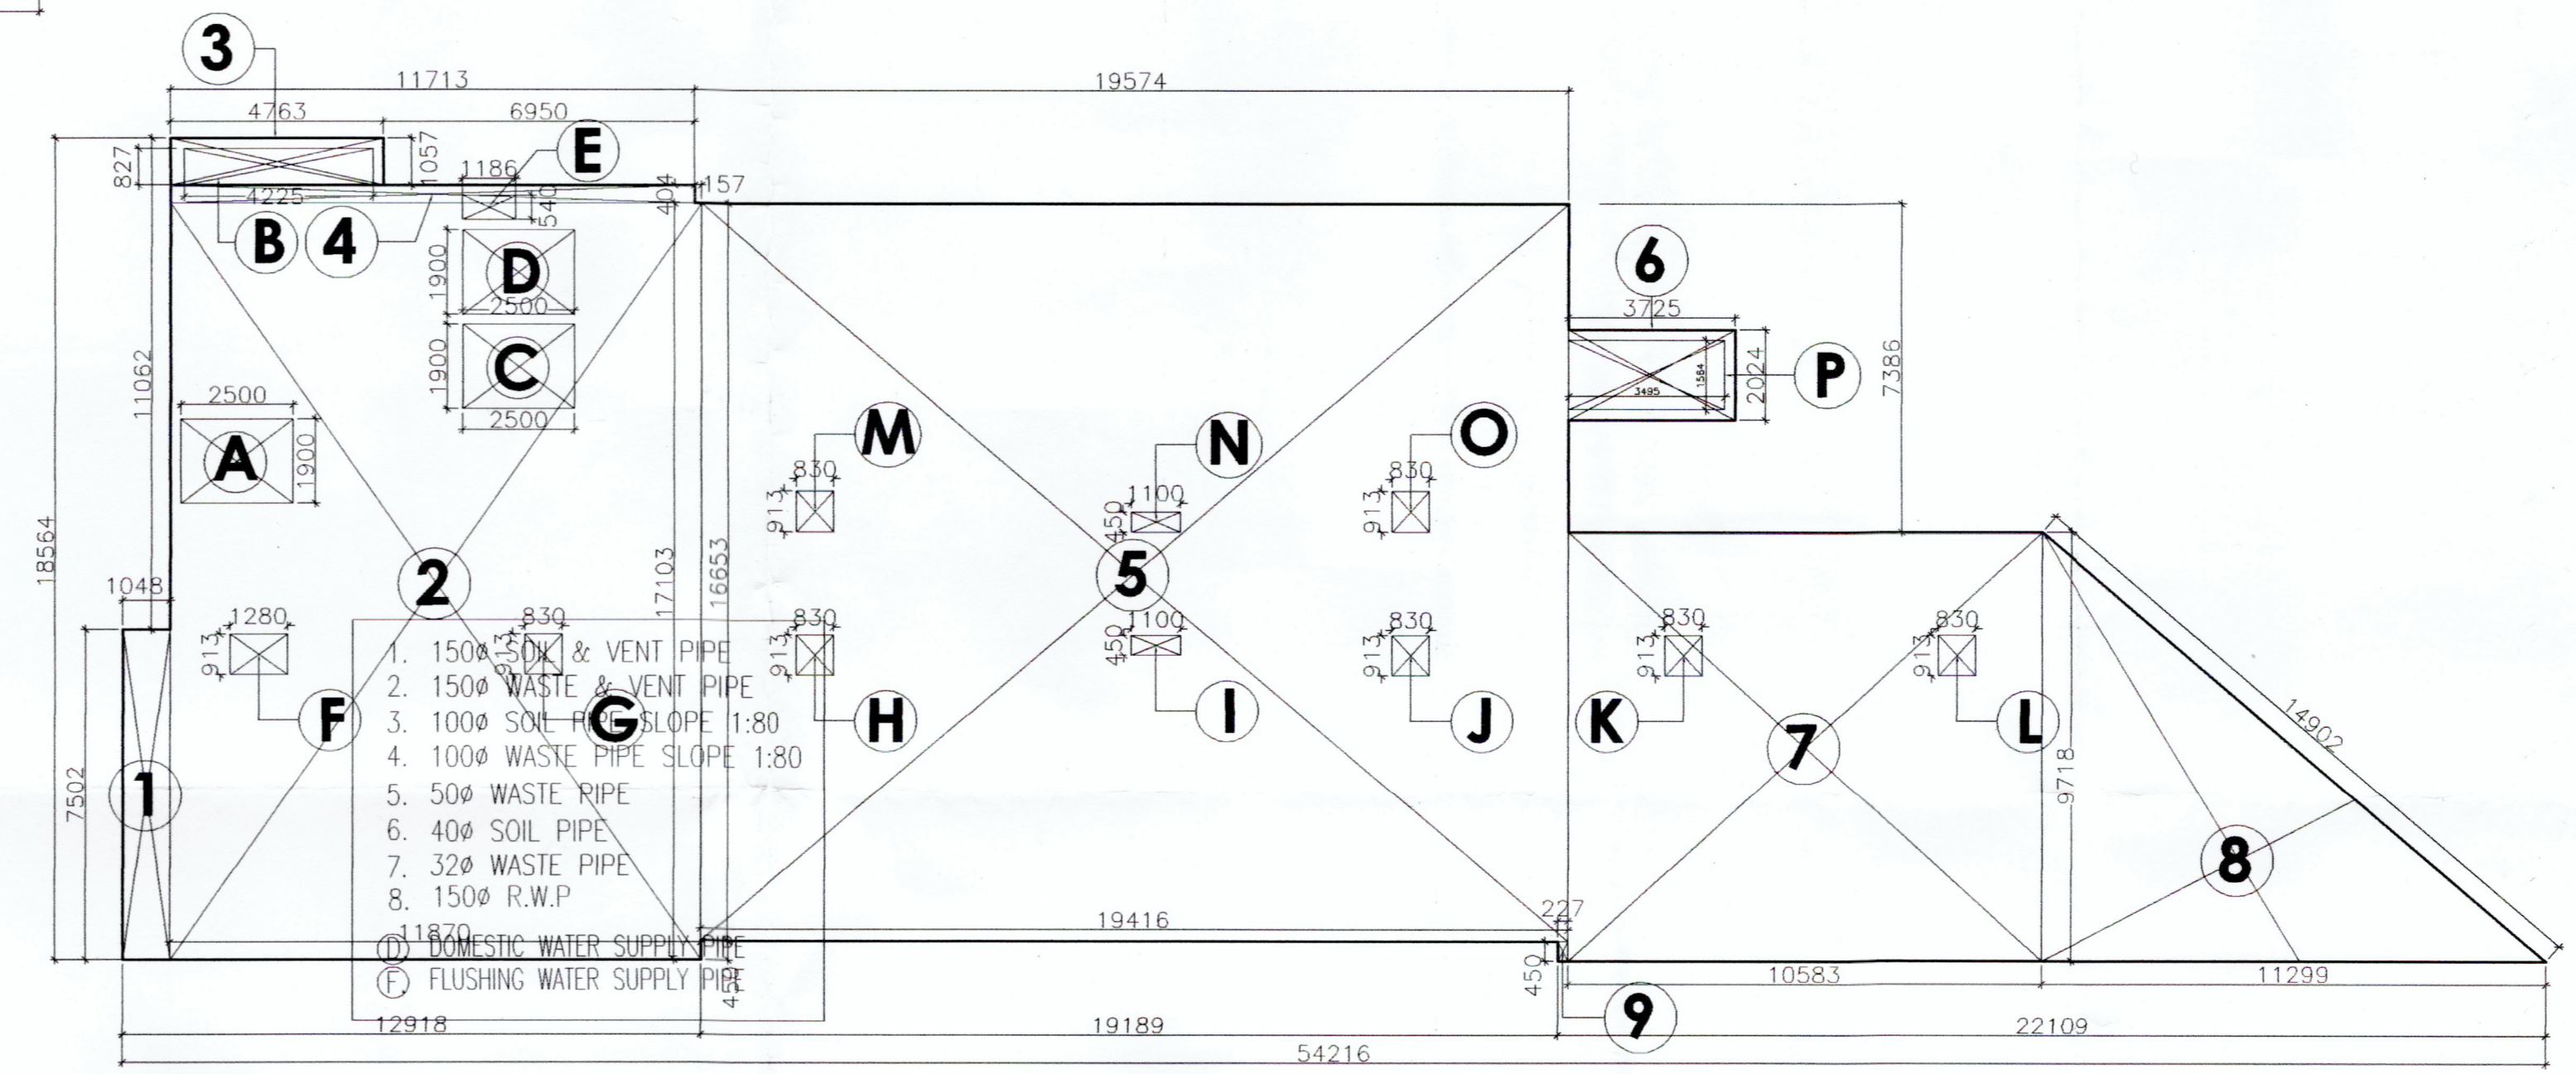 3
11713
19574
4763
6950
827
1057
E
1186
540
404
157
4225
B
4
D
1900
2500
6
3725
11062
C
1900
2500
1584
3495
2024
P
7386
2500
A
1900
M
N
O
830
913
1100
450
830
913
18564
2
17103
16653
5
1048
1280
913
F
830
913
G
830
913
H
1100
450
I
830
913
J
K
830
913
830
913
L
7
9718
14902
8
1
7502
1. 150ø SOIL & VENT PIPE
2. 150ø WASTE & VENT PIPE
3. 100ø SOIL PIPE SLOPE 1:80
4. 100ø WASTE PIPE SLOPE 1:80
5. 50ø WASTE PIPE
6. 40ø SOIL PIPE
7. 32ø WASTE PIPE
8. 150ø R.W.P
11870
D DOMESTIC WATER SUPPLY PIPE
F. FLUSHING WATER SUPPLY PIPE
450
19416
227
450
10583
11299
9
12918
19189
22109
54216